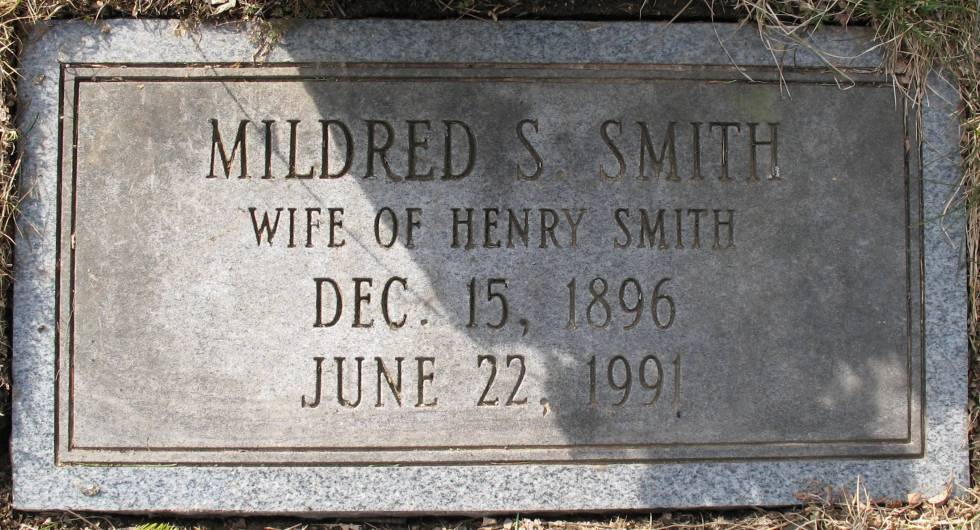 MILDRED S. SMITH
WIFE OF HENRY SMITH
DEC. 15, 1896
JUNE 22, 1991